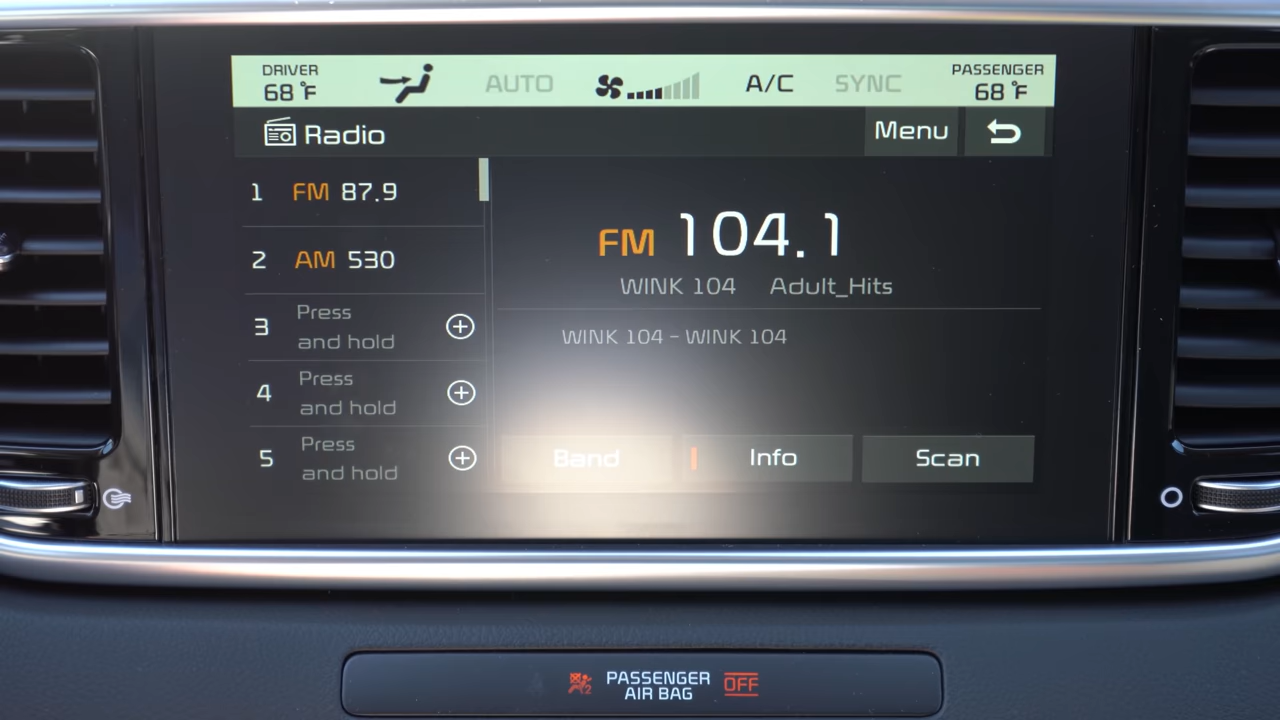 DRIVER
68 °F
AUTO
A/C
SYNC
PASSENGER
68 °F
Radio
Menu
1 FM 87.9
2 AM 530
3 Press
and hold
4 Press
and hold
5 Press
and hold
FM 104.1
WINK 104 Adult_Hits
WINK 104 - WINK 104
Band Info Scan
PASSENGER
AIR BAG
OFF
2